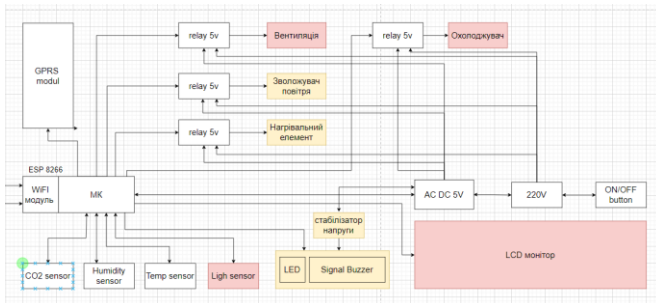 relay 5v
Вентиляція
relay 5v
Охолоджувач
GPRS
modul
relay 5v
Зволожувач
повітря
relay 5v
Нагрівальний
елемент
ESP 8266
WiFI
модуль
МК
AC DC 5V
220V
ON/OFF
button
стабілізатор
напруги
LCD монітор
LED
Signal Buzzer
CO2 sensor
Humidity
sensor
Temp sensor
Ligh sensor